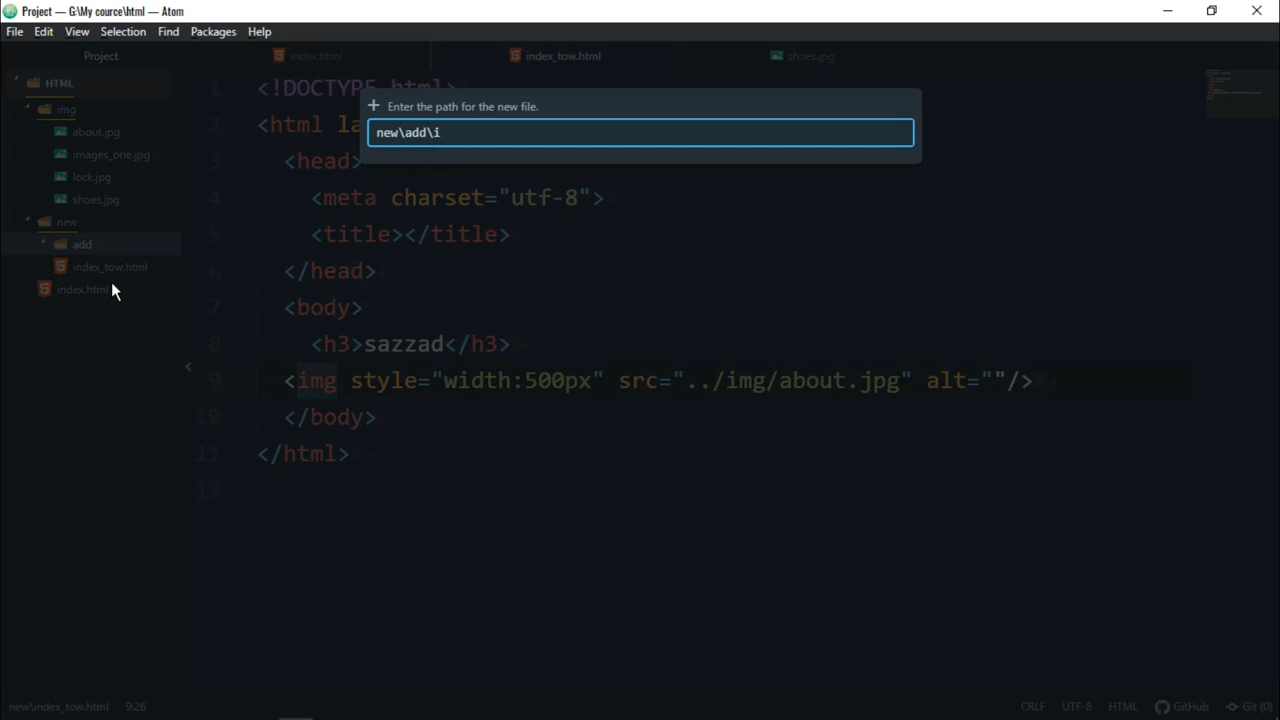 Project — G:\My cource\html — Atom
File Edit View Selection Find Packages Help
Project
index.html
index_tow.html
shoes.jpg
HTML
img
about.jpg
images_one.jpg
lock.jpg
shoes.jpg
new
add
index_tow.html
index.html
Enter the path for the new file.
new\add\i
1 <!DOCTYPE html>
2 <html la
3 <head>
4 <meta charset="utf-8">
5 <title></title>
6 </head>
7 <body>
8 <h3>sazzad</h3>
9 <img style="width:500px" src="../img/about.jpg" alt=""/>
10 </body>
11 </html>
12
new\index_tow.html 9:26
CRLF UTF-8 HTML GitHub Git (0)